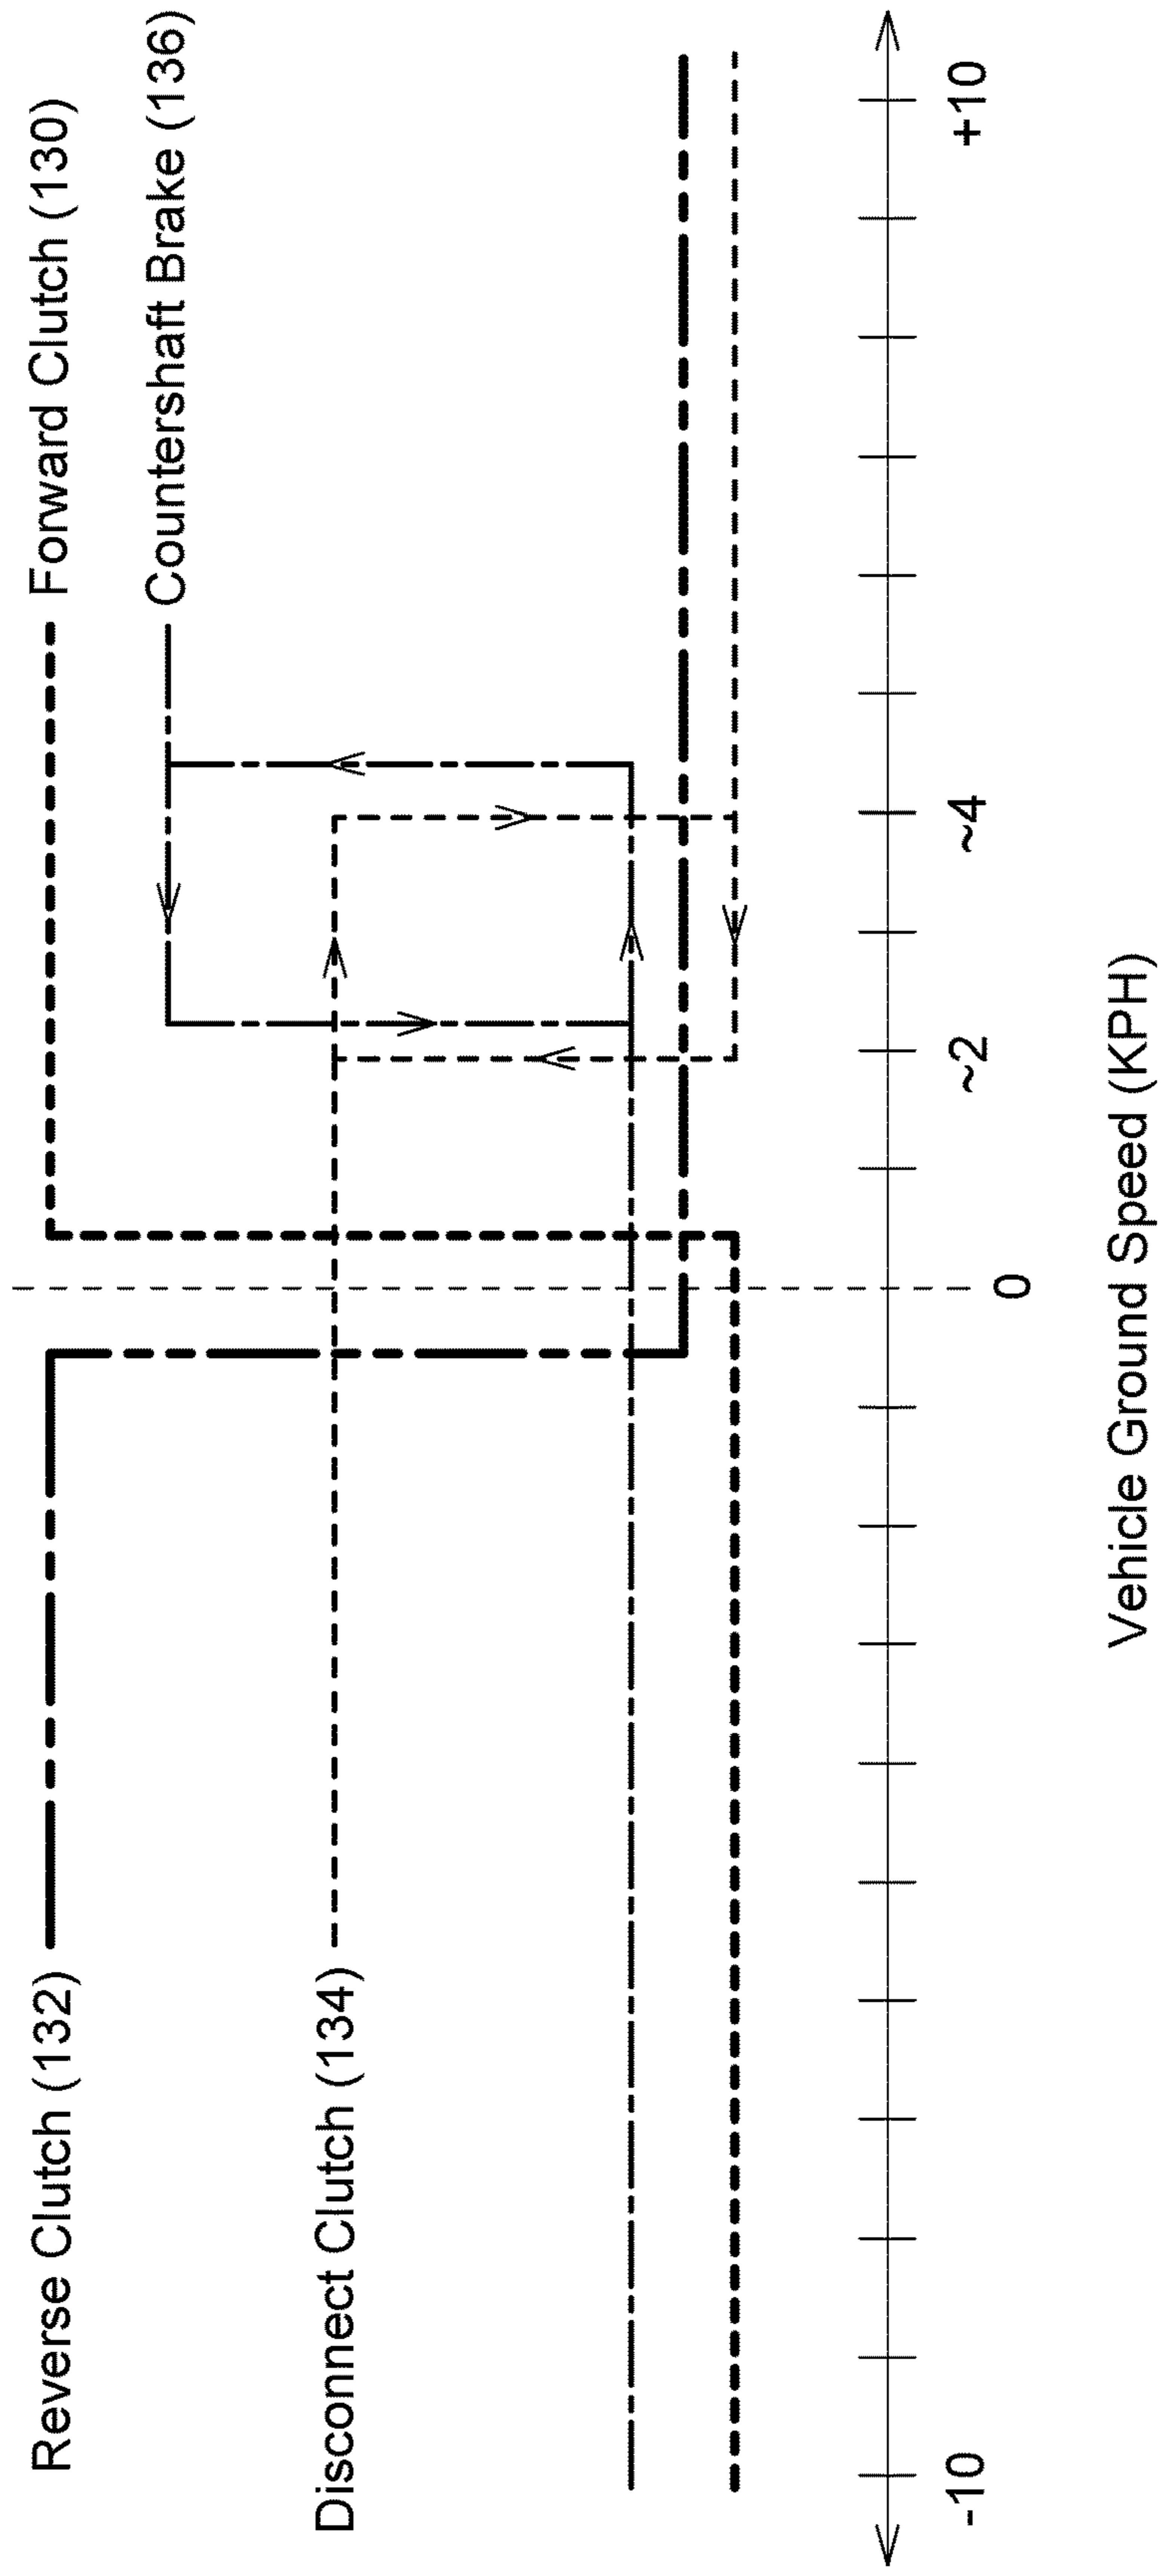 Reverse Clutch (132)
Forward Clutch (130)
Countershaft Brake (136)
Disconnect Clutch (134)
-10
0
~2
~4
+10
Vehicle Ground Speed (KPH)